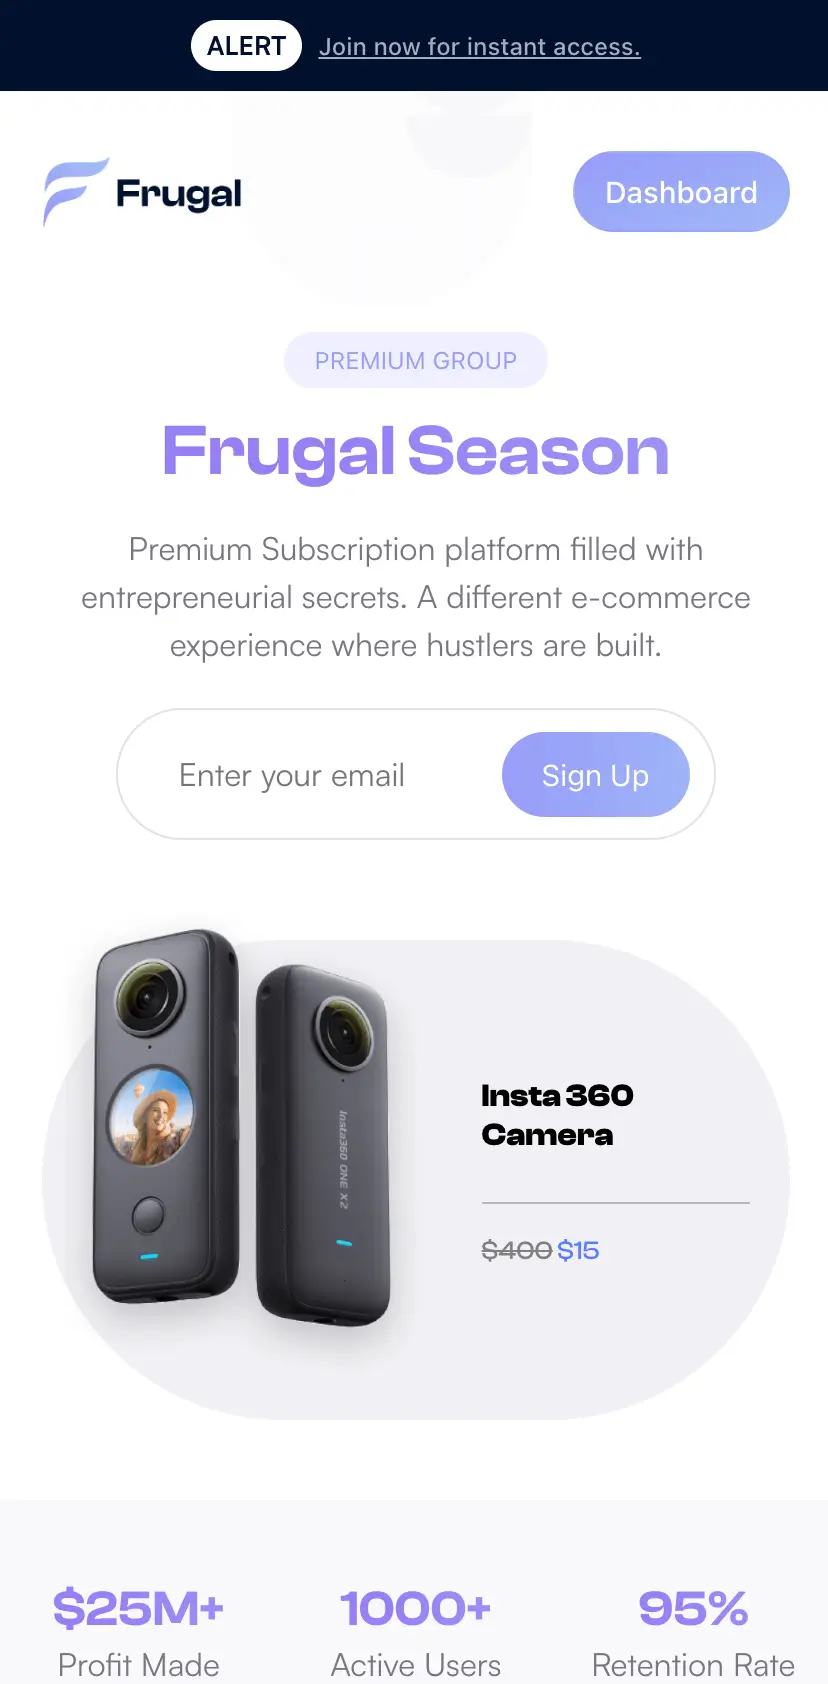 ALERT Join now for instant access.
Frugal
Dashboard
PREMIUM GROUP
Frugal Season
Premium Subscription platform filled with
entrepreneurial secrets. A different e-commerce
experience where hustlers are built.
Enter your email
Sign Up
Insta360 ONE X2
Insta 360
Camera
$400 $15
$25M+
Profit Made
1000+
Active Users
95%
Retention Rate